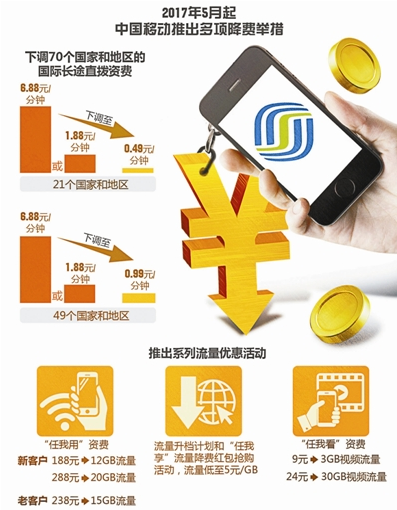 2017年5月起
中国移动推出多项降费举措
下调70个国家和地区的
国际长途直拨资费
6.88元/
分钟
下调至
1.88元/
分钟
0.49元/
分钟
或
21个国家和地区
6.88元/
分钟
下调至
1.88元/
分钟
0.99元/
分钟
或
49个国家和地区
推出系列流量优惠活动
“任我用”资费
新客户 188元→12GB流量
288元→20GB流量
老客户 238元→15GB流量
流量升档计划和“任我
享”流量降费红包抢购
活动，流量低至5元/GB
“任我看”资费
9元→3GB视频流量
24元→30GB视频流量